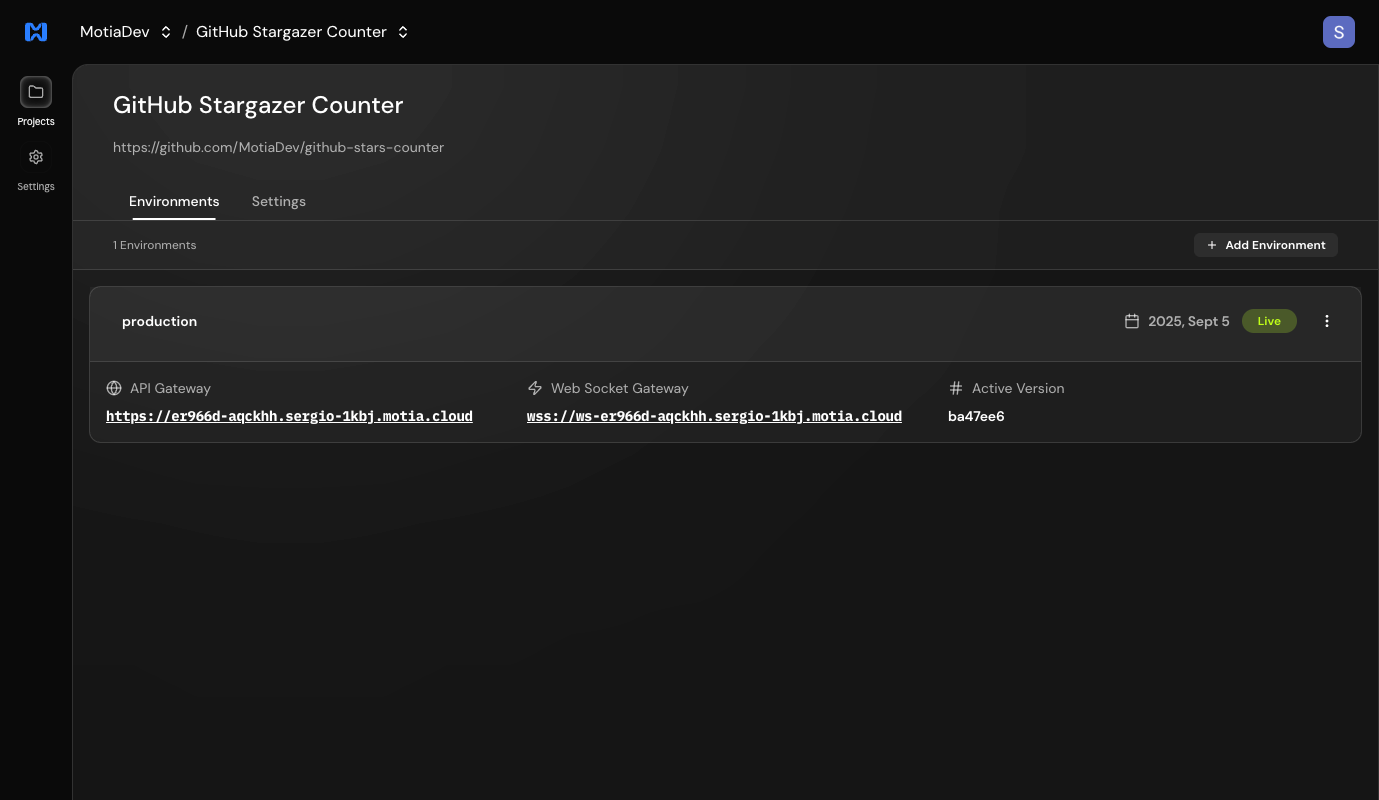 MotiaDev / GitHub Stargazer Counter
S
Projects
Settings
GitHub Stargazer Counter
https://github.com/MotiaDev/github-stars-counter
Environments Settings
1 Environments
+ Add Environment
production
2025, Sept 5
Live
API Gateway
https://er966d-aqckhh.sergio-1kbj.motia.cloud
Web Socket Gateway
wss://ws-er966d-aqckhh.sergio-1kbj.motia.cloud
# Active Version
ba47ee6